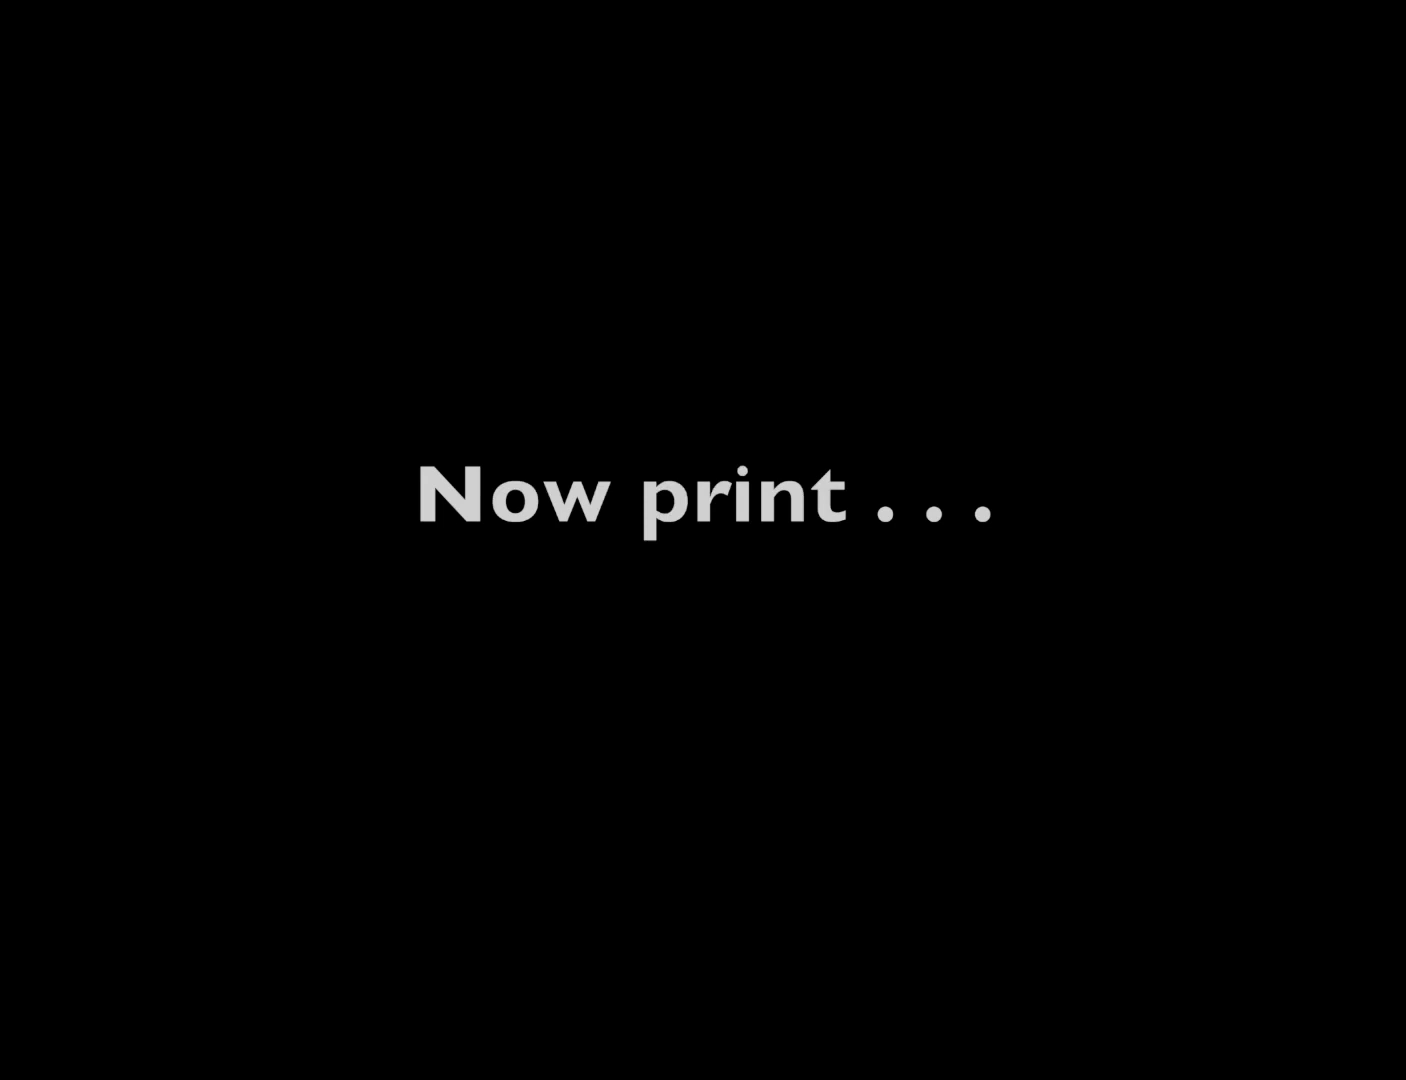 Now print . . .